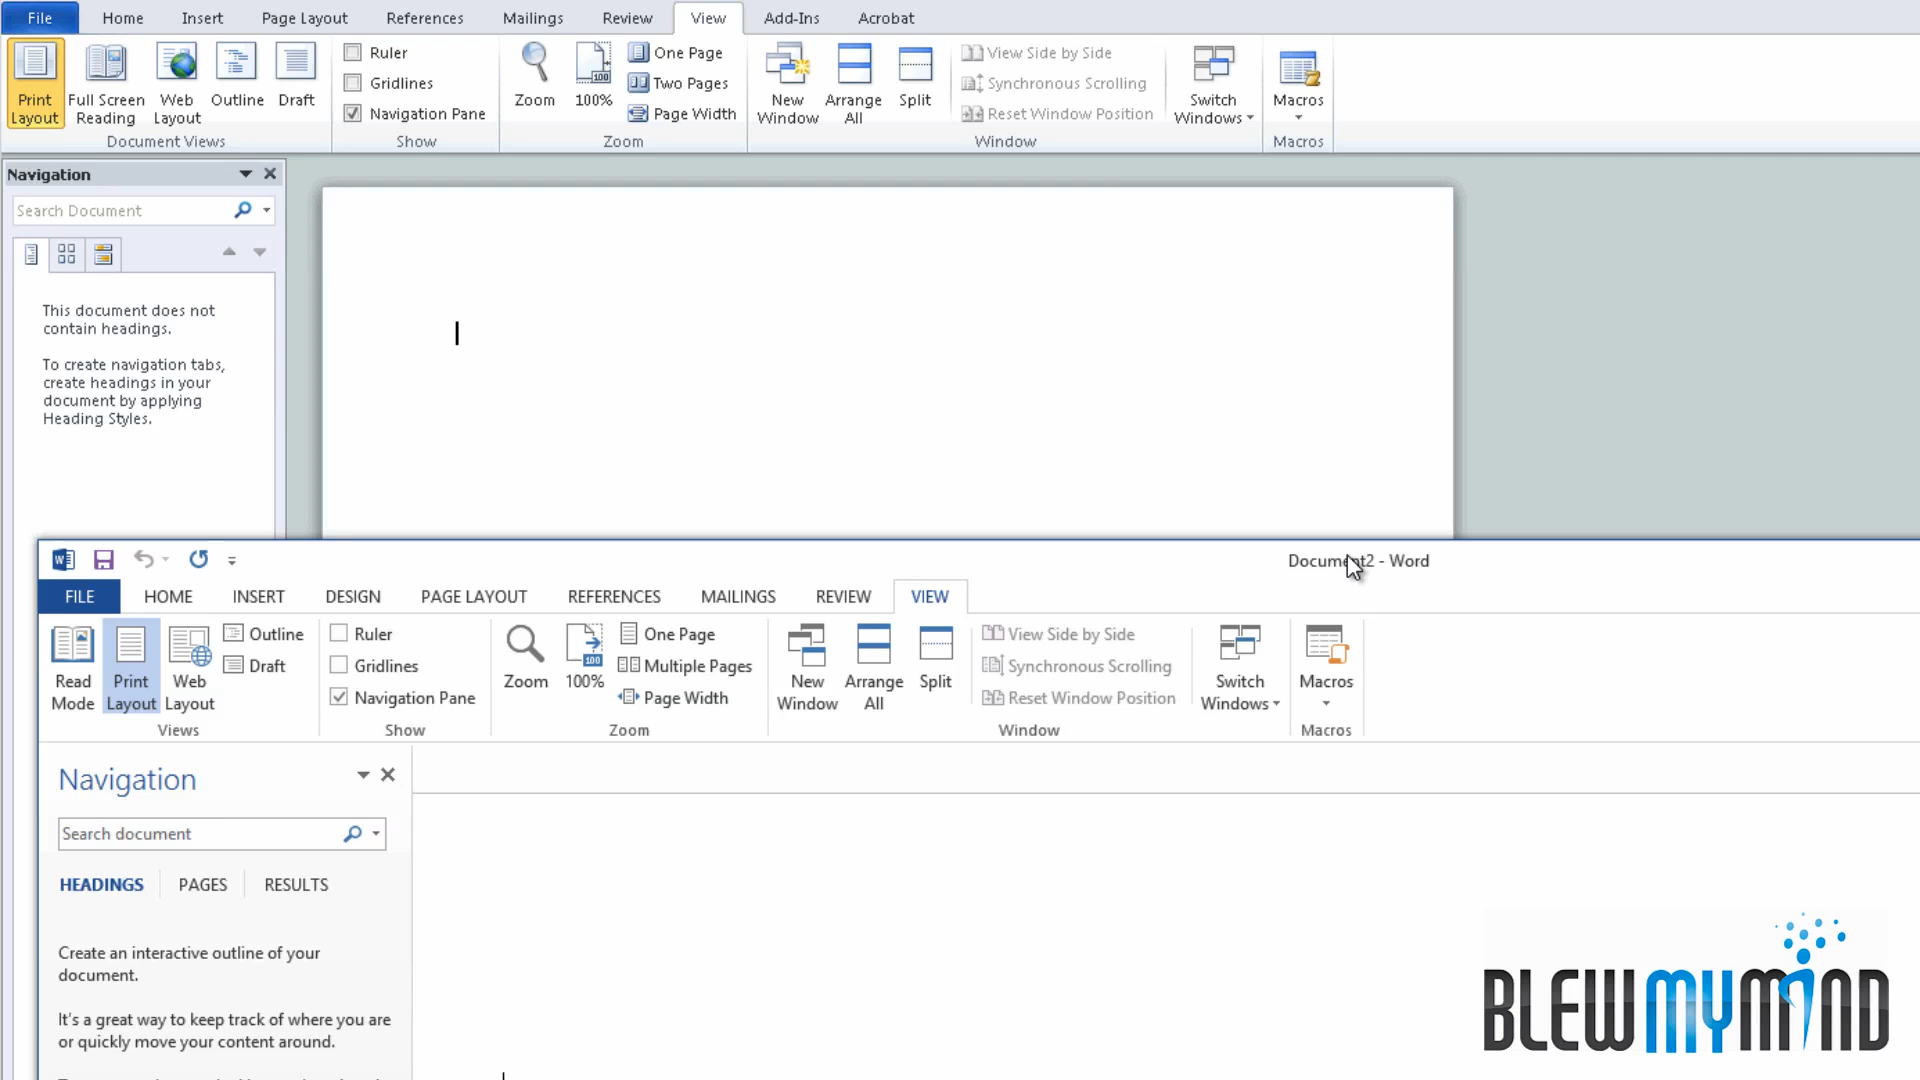 File Home Insert Page Layout References Mailings Review View Add-Ins Acrobat
Print Layout Full Screen Reading Web Layout Outline Draft
Document Views
Ruler
Gridlines
Navigation Pane
Show
Zoom 100% One Page
Two Pages
Page Width
Zoom
New Window Arrange All Split
View Side by Side
Synchronous Scrolling
Reset Window Position
Switch Windows
Window
Macros
Macros
Navigation
Search Document
This document does not
contain headings.
To create navigation tabs,
create headings in your
document by applying
Heading Styles.
Document2 - Word
FILE HOME INSERT DESIGN PAGE LAYOUT REFERENCES MAILINGS REVIEW VIEW
Read Mode Print Layout Web Layout
Outline
Draft
Views
Ruler
Gridlines
Navigation Pane
Show
Zoom 100% One Page
Multiple Pages
Page Width
Zoom
New Window Arrange All Split
View Side by Side
Synchronous Scrolling
Reset Window Position
Switch Windows
Window
Macros
Macros
Navigation
Search document
HEADINGS PAGES RESULTS
Create an interactive outline of your
document.
It's a great way to keep track of where you are
or quickly move your content around.
BLEWMYMIND